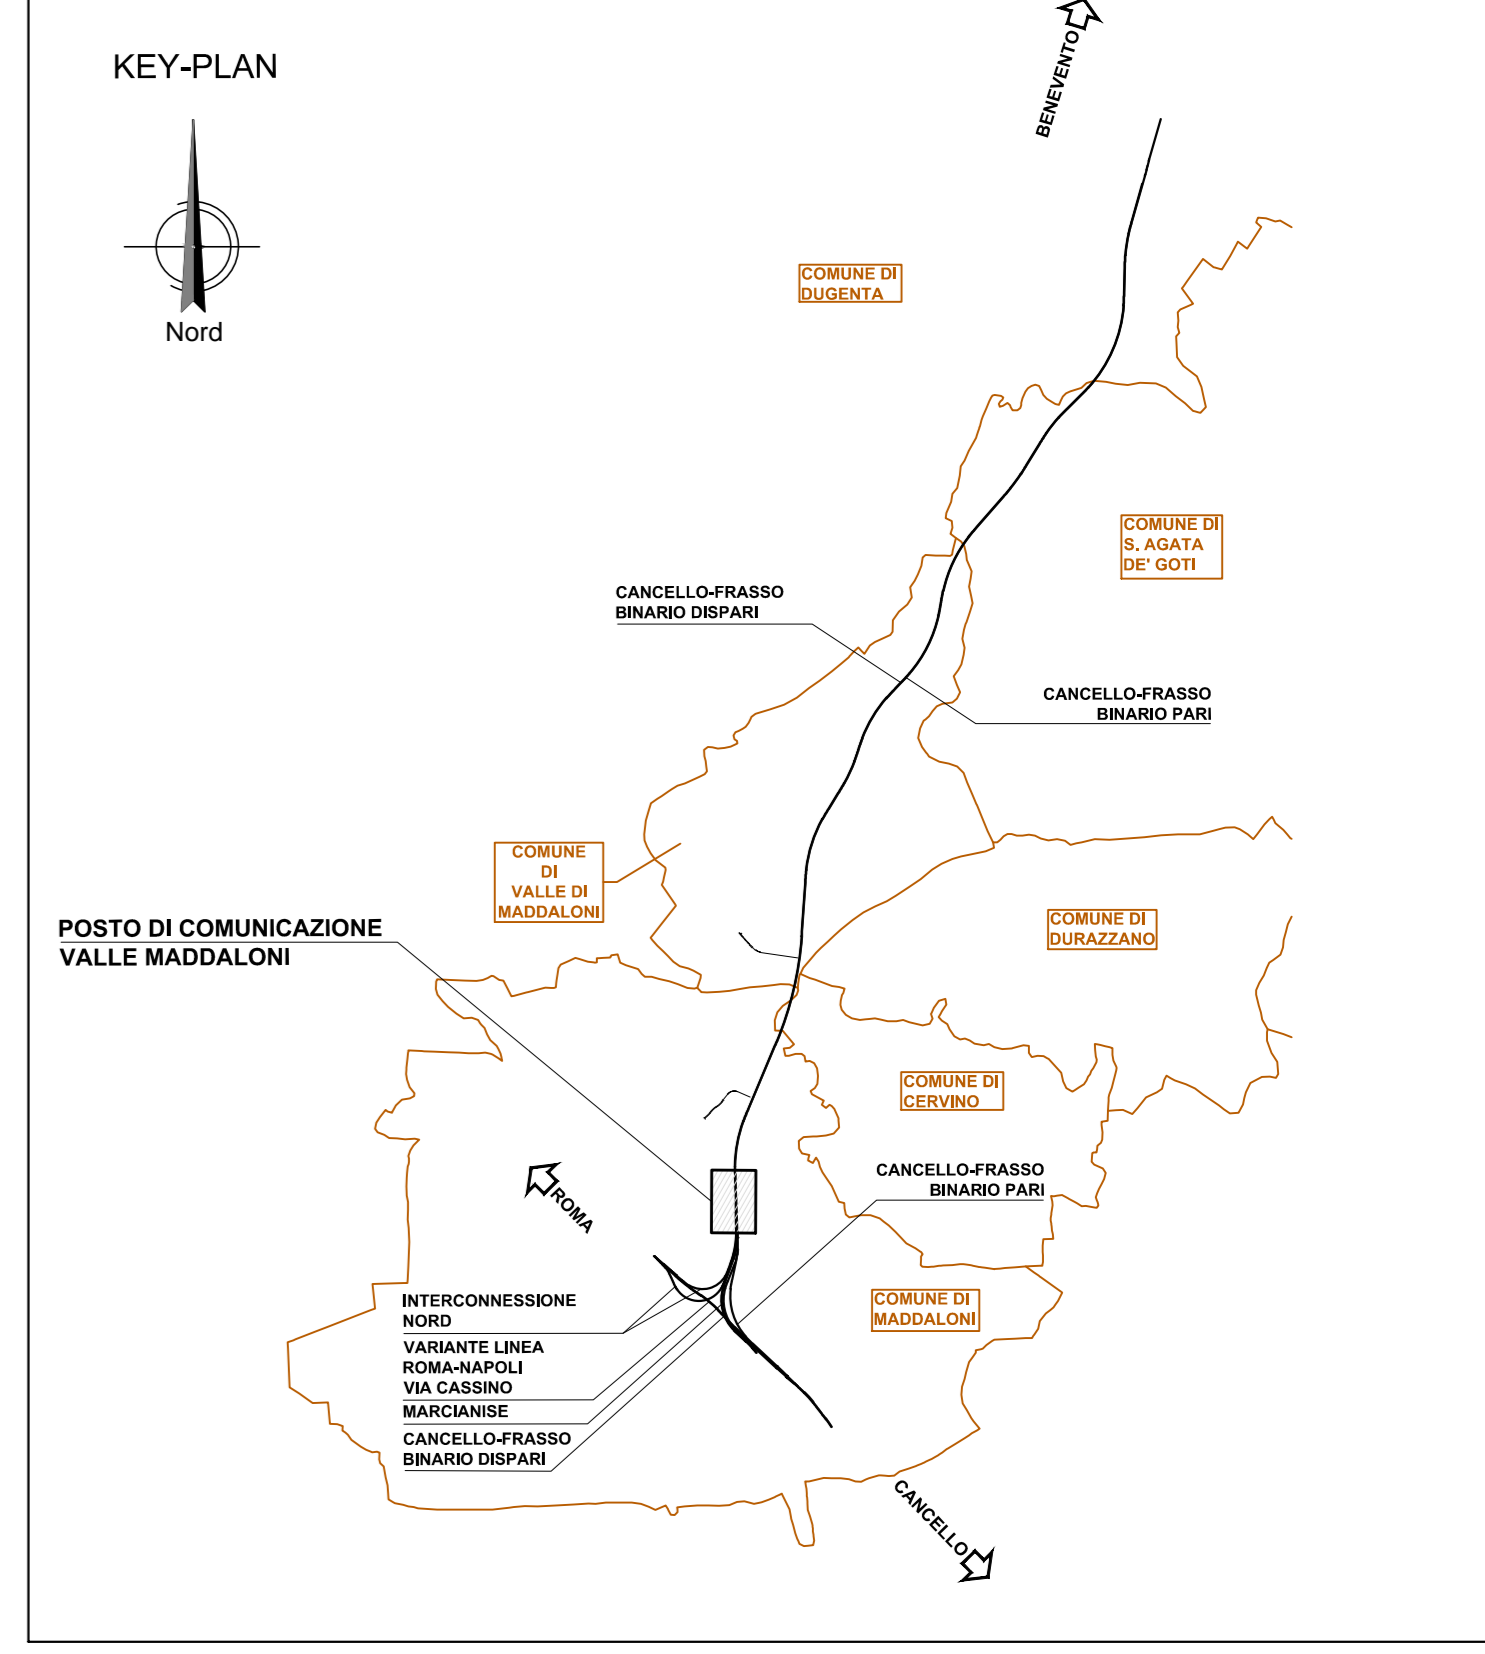 BENEVENTO
KEY-PLAN
Nord
COMUNE DI
DUGENTA
COMUNE DI
S. AGATA
DE' GOTI
CANCELLO-FRASSO
BINARIO DISPARI
CANCELLO-FRASSO
BINARIO PARI
COMUNE
DI
VALLE DI
MADDALONI
POSTO DI COMUNICAZIONE
VALLE MADDALONI
COMUNE DI
DURAZZANO
COMUNE DI
CERVINO
CANCELLO-FRASSO
BINARIO PARI
ROMA
INTERCONNESSIONE
NORD
VARIANTE LINEA
ROMA-NAPOLI
VIA CASSINO
MARCIANISE
CANCELLO-FRASSO
BINARIO DISPARI
COMUNE DI
MADDALONI
CANCELLO